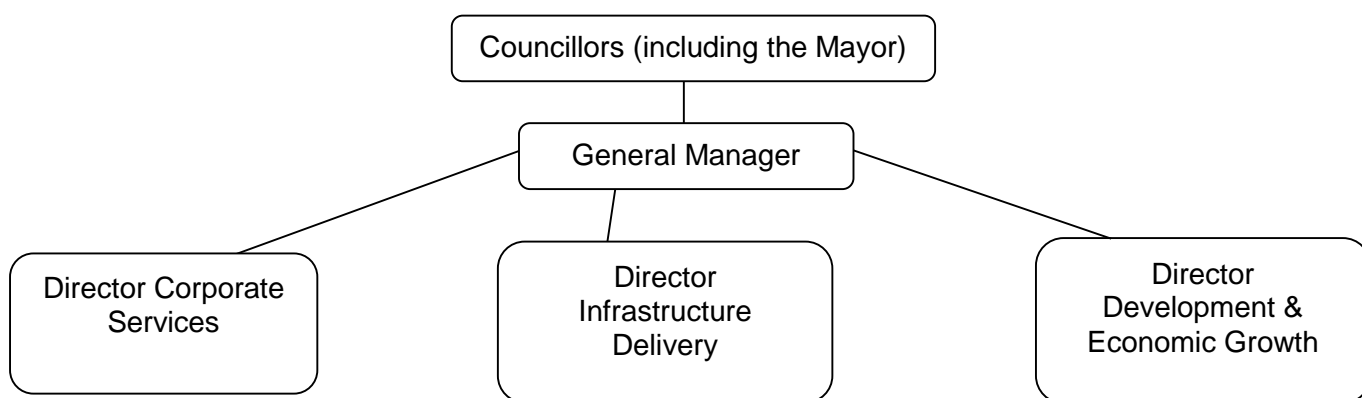 Councillors (including the Mayor)
General Manager
Director Corporate
Services
Director
Infrastructure
Delivery
Director
Development &
Economic Growth